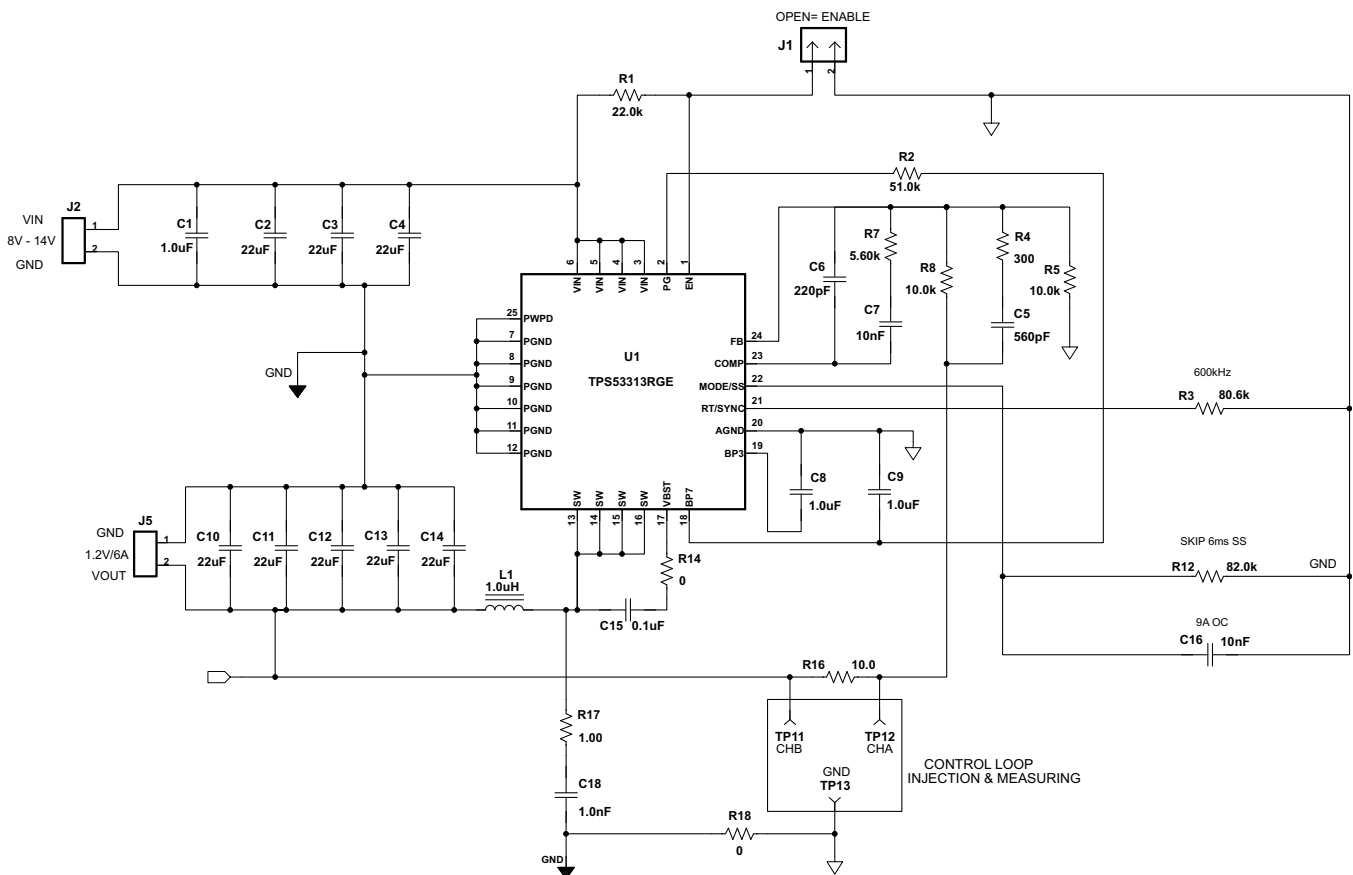 OPEN= ENABLE
J1
1
2
R1
22.0k
R2
51.0k
J2
VIN
8V - 14V
GND
1
2
C1
1.0uF
C2
22uF
C3
22uF
C4
22uF
6
5
4
3
2
1
VIN
VIN
VIN
VIN
PG
EN
R7
5.60k
R4
300
C6
220pF
R8
10.0k
R5
10.0k
C7
10nF
C5
560pF
25
PWPD
7
PGND
8
PGND
9
PGND
10
PGND
11
PGND
12
PGND
U1
TPS53313RGE
FB
24
COMP
23
MODE/SS
22
RT/SYNC
21
AGND
20
BP3
19
GND
600kHz
R3
80.6k
C8
1.0uF
C9
1.0uF
SW
SW
SW
SW
VBST
BP7
13
14
15
16
17
18
J5
GND
1.2V/6A
VOUT
1
2
C10
22uF
C11
22uF
C12
22uF
C13
22uF
C14
22uF
L1
1.0uH
R14
0
C15
0.1uF
SKIP 6ms SS
R12
82.0k
GND
9A OC
C16
10nF
R16
10.0
TP11
CHB
TP12
CHA
GND
TP13
CONTROL LOOP
INJECTION & MEASURING
R17
1.00
C18
1.0nF
R18
0
GND